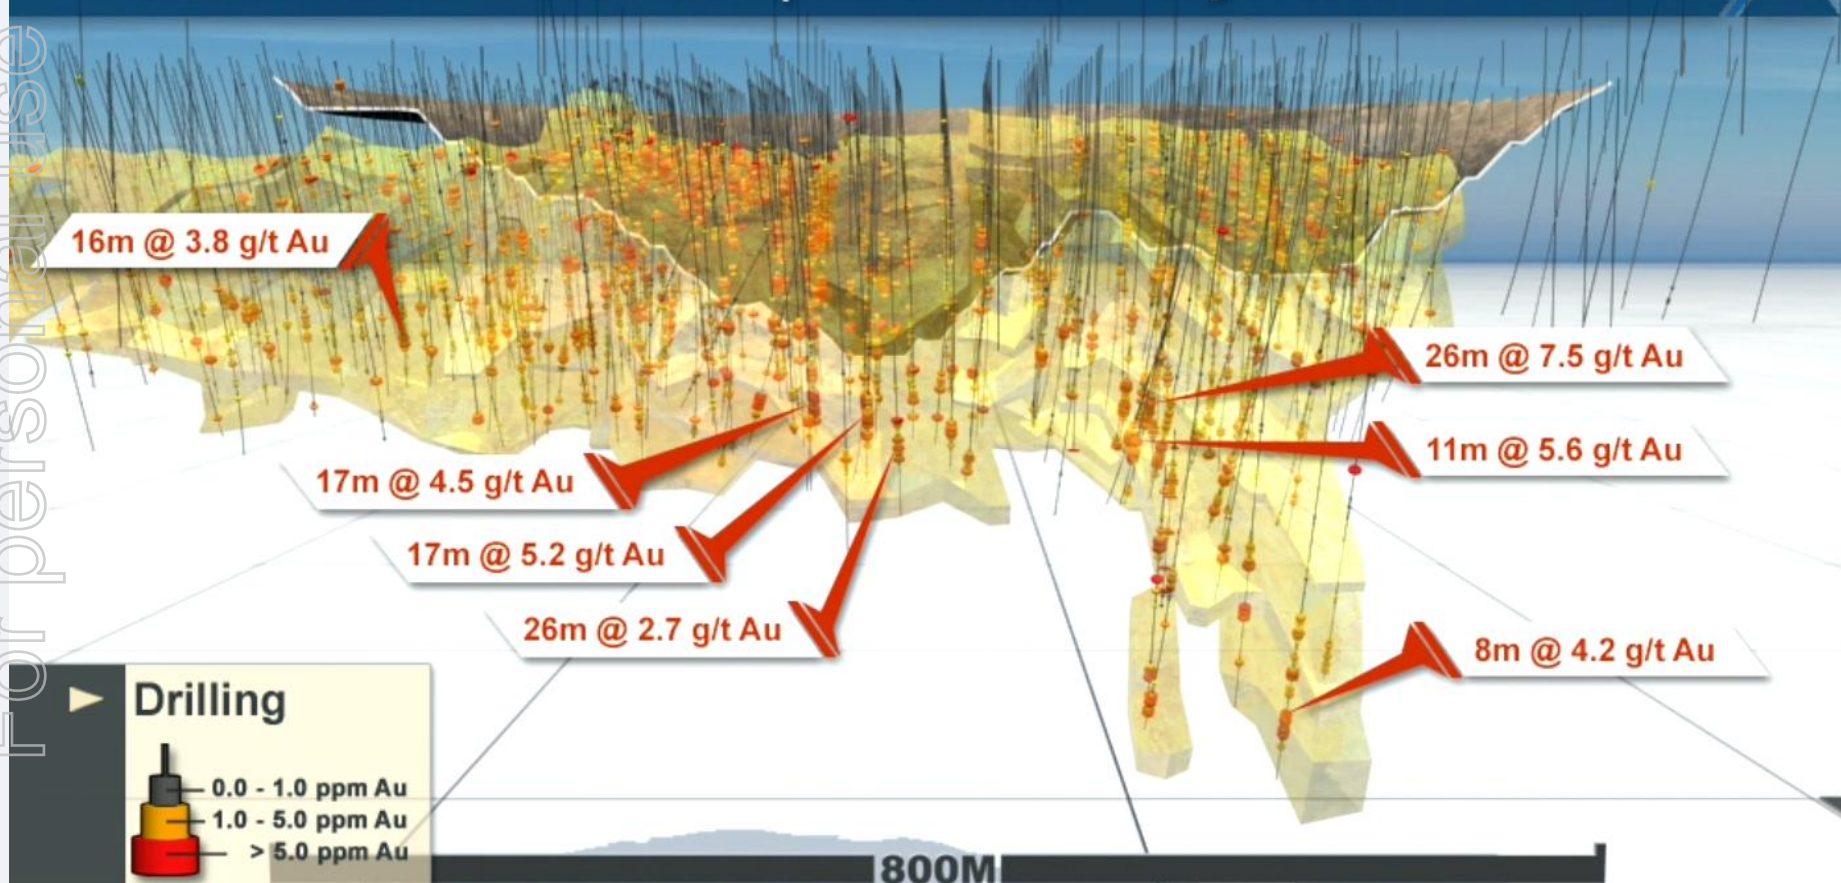 For personal use
16m @ 3.8 g/t Au
26m @ 7.5 g/t Au
11m @ 5.6 g/t Au
17m @ 4.5 g/t Au
17m @ 5.2 g/t Au
26m @ 2.7 g/t Au
8m @ 4.2 g/t Au
Drilling
0.0 - 1.0 ppm Au
1.0 - 5.0 ppm Au
> 5.0 ppm Au
800M